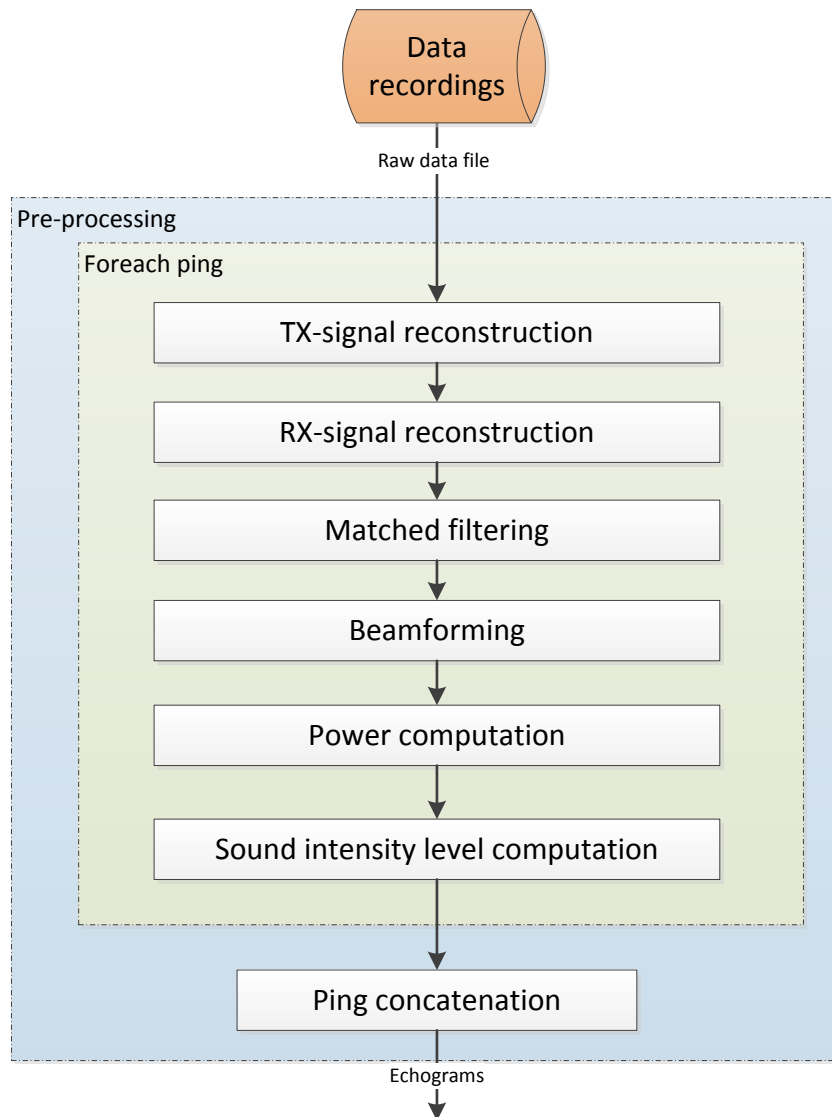 Data
recordings
Raw data file
Pre-processing
Foreach ping
TX-signal reconstruction
RX-signal reconstruction
Matched filtering
Beamforming
Power computation
Sound intensity level computation
Ping concatenation
Echograms